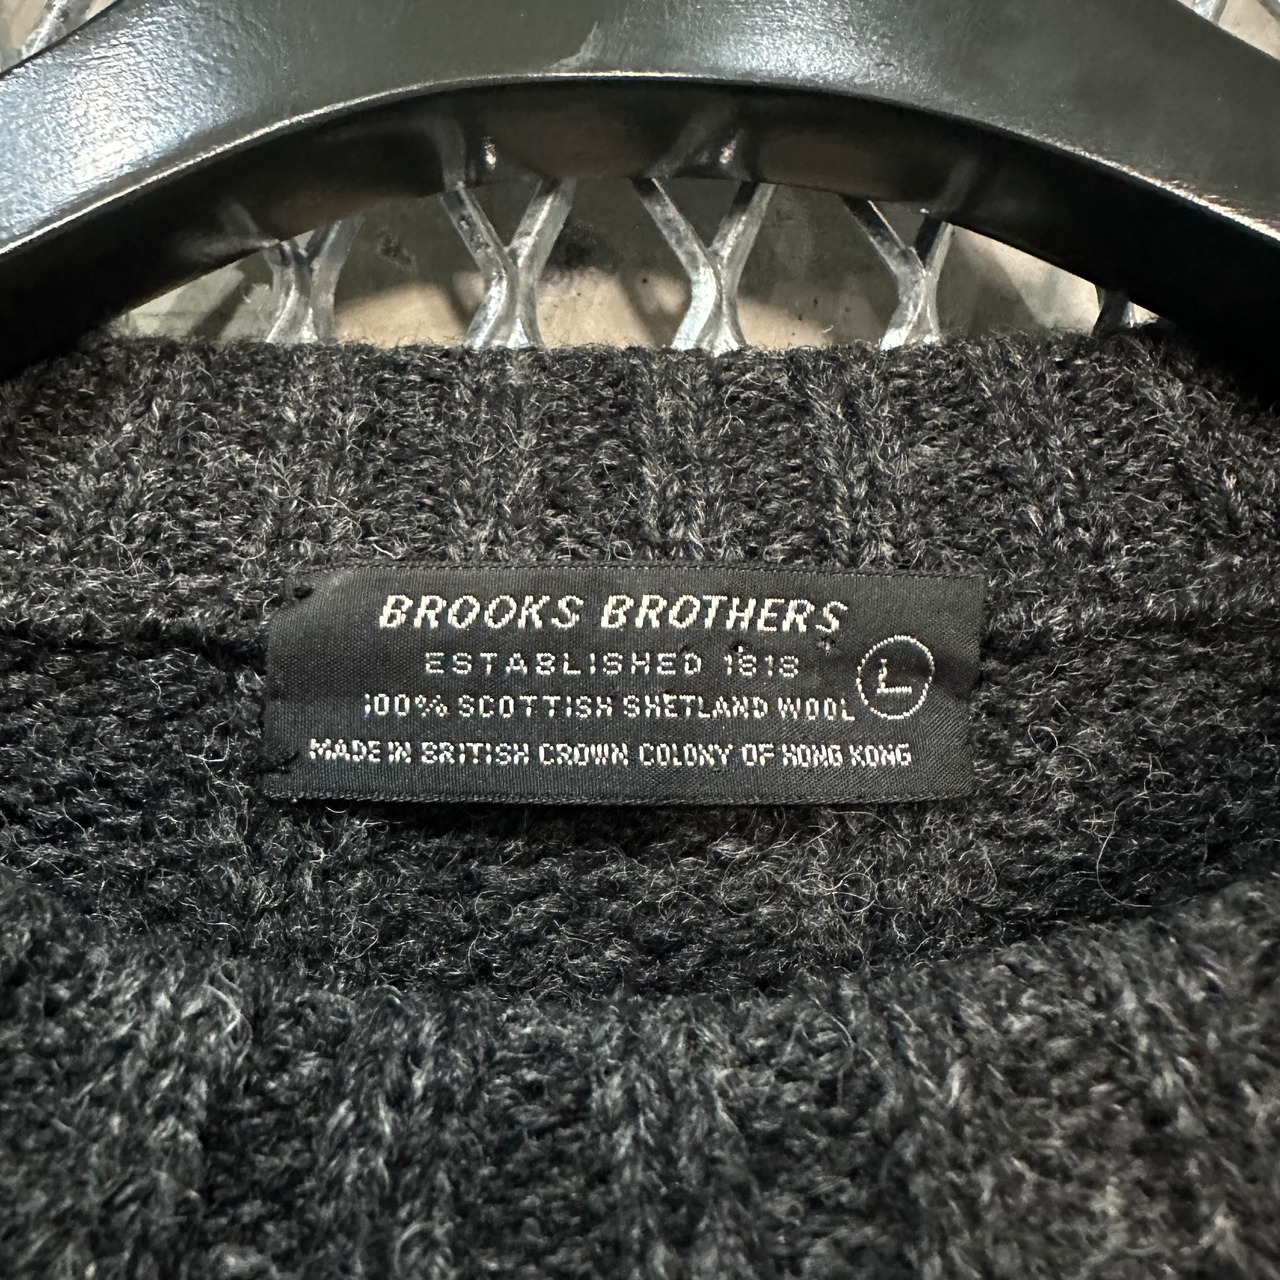 BROOKS BROTHERS
ESTABLISHED 1818
L
100% SCOTTISH SHETLAND WOOL
MADE IN BRITISH CROWN COLONY OF HONG KONG